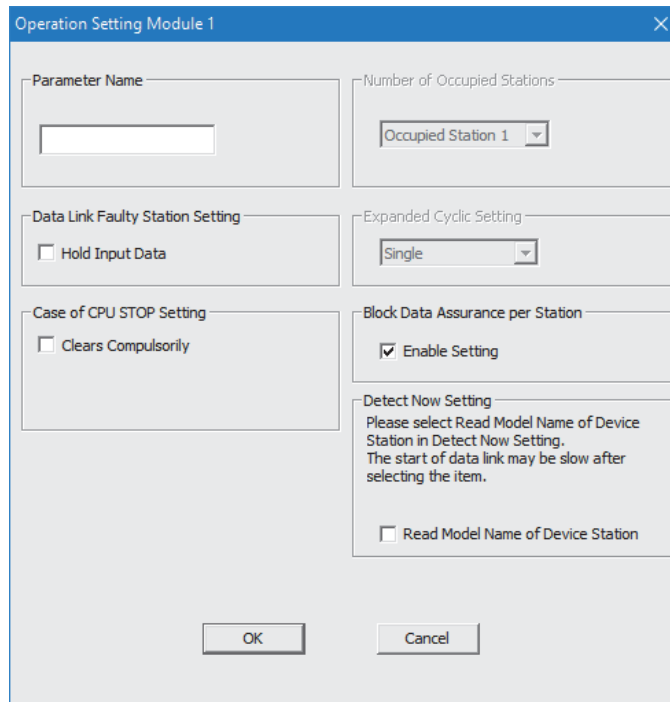 Operation Setting Module 1
Parameter Name
Number of Occupied Stations
Occupied Station 1
Data Link Faulty Station Setting
Hold Input Data
Expanded Cyclic Setting
Single
Case of CPU STOP Setting
Clears Compulsorily
Block Data Assurance per Station
Enable Setting
Detect Now Setting
Please select Read Model Name of Device
Station in Detect Now Setting.
The start of data link may be slow after
selecting the item.
Read Model Name of Device Station
OK
Cancel